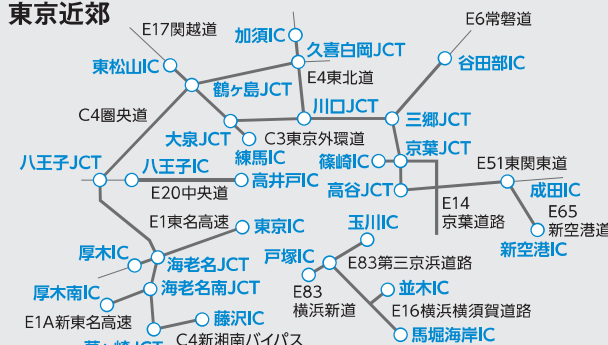 東京近郊
E17関越道
加須IC
E6常磐道
東松山IC
久喜白岡JCT
谷田部IC
E4東北道
鶴ヶ島JCT
C4圏央道
川口JCT
三郷JCT
大泉JCT
C3東京外環道
京葉JCT
練馬IC
篠崎IC
E51東関東道
八王子JCT
八王子IC
E20中央道
高井戸IC
高谷JCT
成田IC
E14
京葉道路
E65
新空港道
新空港IC
E1東名高速
東京IC
玉川IC
厚木IC
海老名JCT
戸塚IC
E83第三京浜道路
厚木南IC
海老名南JCT
E83
横浜新道
並木IC
E16横浜横須賀道路
E1A新東名高速
藤沢IC
馬堀海岸IC
C4新湘南バイパス
茅ヶ崎JCT